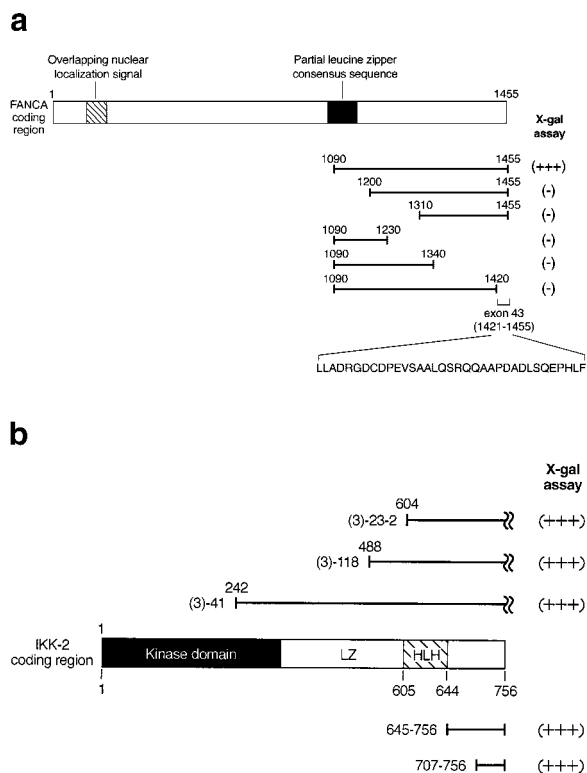 a
Overlapping nuclear
localization signal
Partial leucine zipper
consensus sequence
1 1455
FANCA
coding
region
X-gal
assay
1090 1455 (+++)
1200 1455 (-)
1310 1455 (-)
1090 1230 (-)
1090 1340 (-)
1090 1420 (-)
exon 43
(1421-1455)
LLADRGDCDPEVSAALQSRQQAAPDADLSQEPHLF
b
X-gal
assay
604
(3)-23-2 (+++)
488
(3)-118 (+++)
242
(3)-41 (+++)
1
IKK-2
coding region
Kinase domain LZ HLH
1 605 644 756
645-756 (+++)
707-756 (+++)